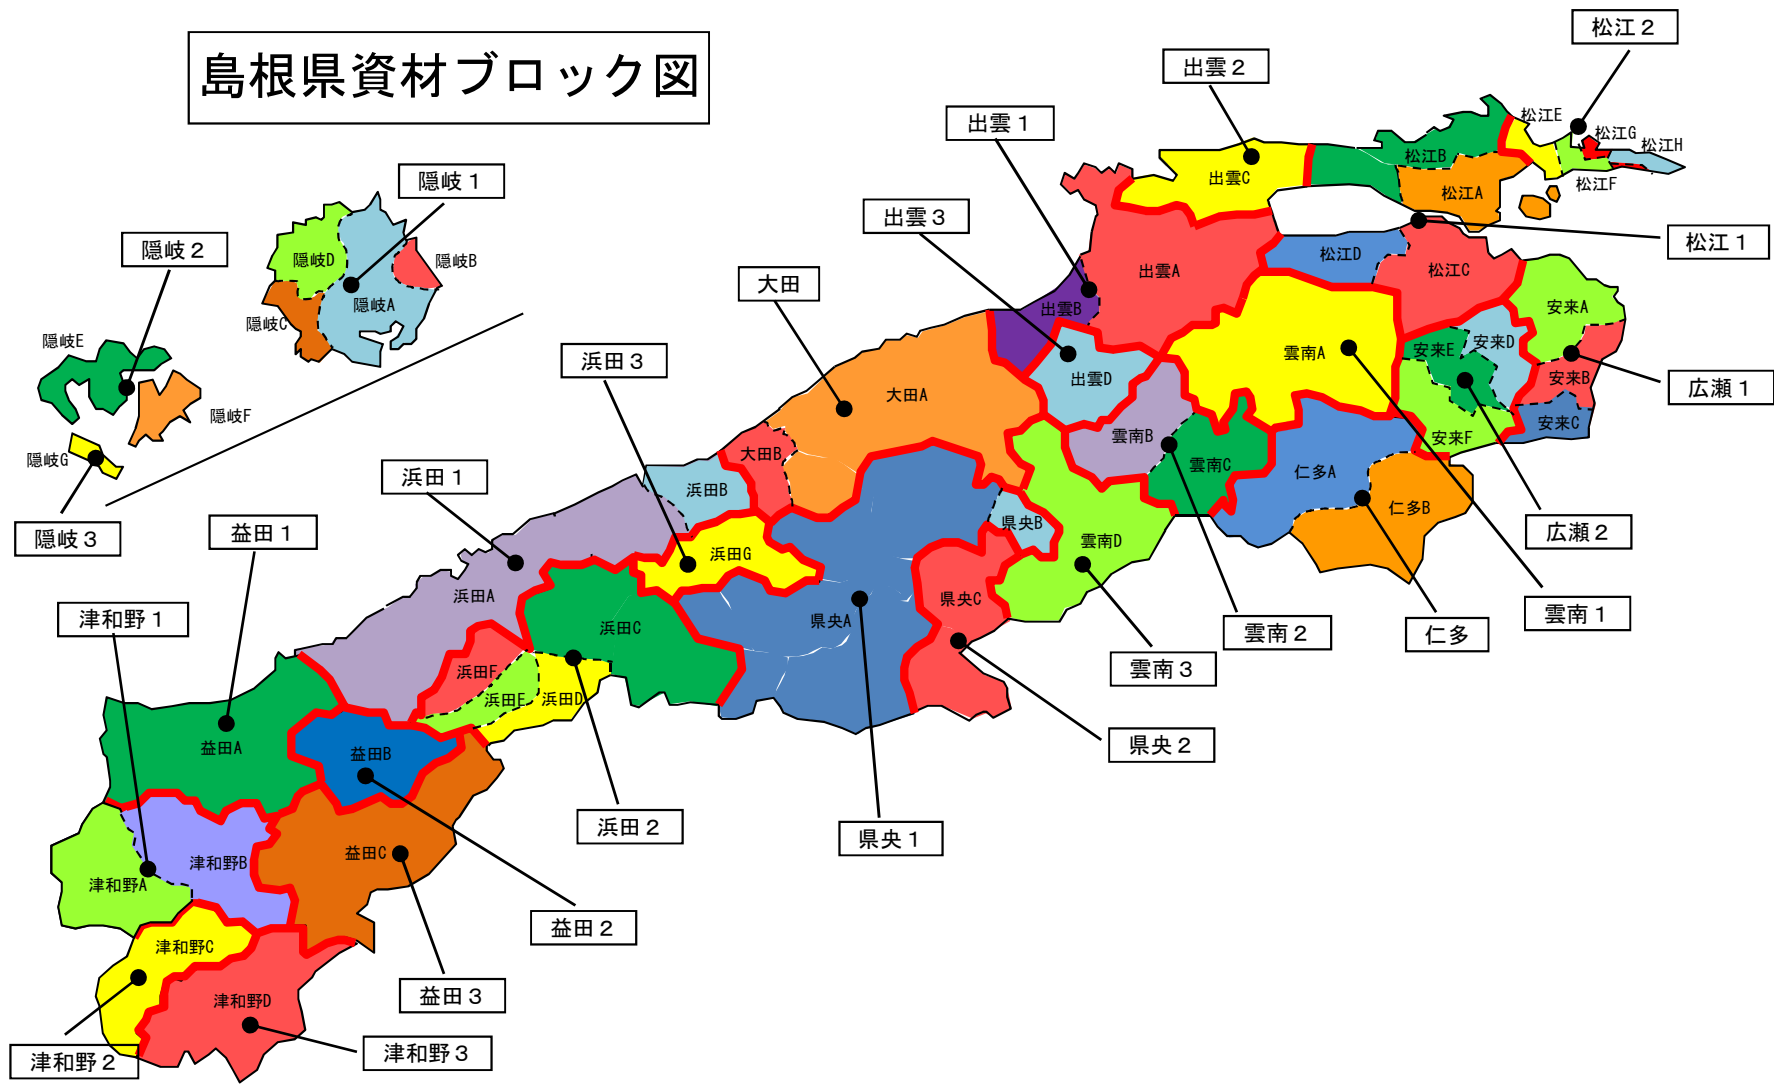 島根県資材ブロック図
松江２
出雲２
出雲１
松江E
松江G
松江H
松江B
松江F
松江A
出雲C
隠岐１
出雲３
松江１
隠岐２
隠岐D
隠岐B
隠岐A
隠岐C
松江D
松江C
出雲A
大田
出雲B
安来A
隠岐E
浜田３
安来D
安来E
雲南A
出雲D
安来B
広瀬１
大田A
隠岐F
安来C
安来F
雲南B
大田B
隠岐G
雲南C
仁多A
浜田１
浜田B
仁多B
隠岐３
益田１
県央B
広瀬２
雲南D
浜田G
浜田A
県央C
雲南１
津和野１
浜田C
県央A
雲南２
仁多
雲南３
浜田F
浜田E
浜田D
益田A
益田B
県央２
浜田２
県央１
益田C
津和野B
津和野A
益田２
津和野C
益田３
津和野D
津和野２
津和野３